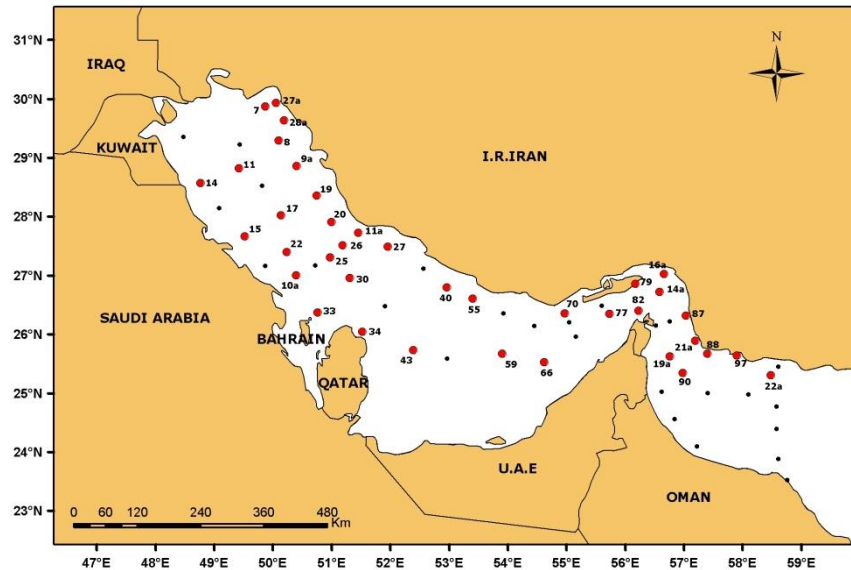 31°N
N
IRAQ
30°N
7
27a
28a
KUWAIT
29°N
8
9a
I.R.IRAN
11
14
19
28°N
17
20
11a
15
22
26
27
25
27°N
10a
30
16a
79
40
14a
33
55
70
82
SAUDI ARABIA
77
87
26°N
BAHRAIN
34
21a
88
43
59
19a
97
QATAR
66
90
22a
25°N
24°N
U.A.E
OMAN
23°N
0 60 120 240 360 480
Km
47°E 48°E 49°E 50°E 51°E 52°E 53°E 54°E 55°E 56°E 57°E 58°E 59°E